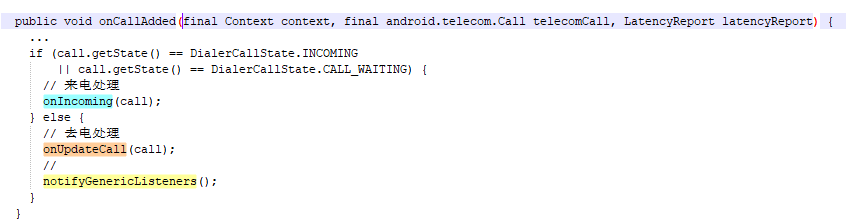 public void onCallAdded(final Context context, final android.telecom.Call telecomCall, LatencyReport latencyReport) {
...
if (call.getState() == DialerCallState.INCOMING
|| call.getState() == DialerCallState.CALL_WAITING) {
// 来电处理
onIncoming(call);
} else {
// 去电处理
onUpdateCall(call);
//
notifyGenericListeners();
}
}